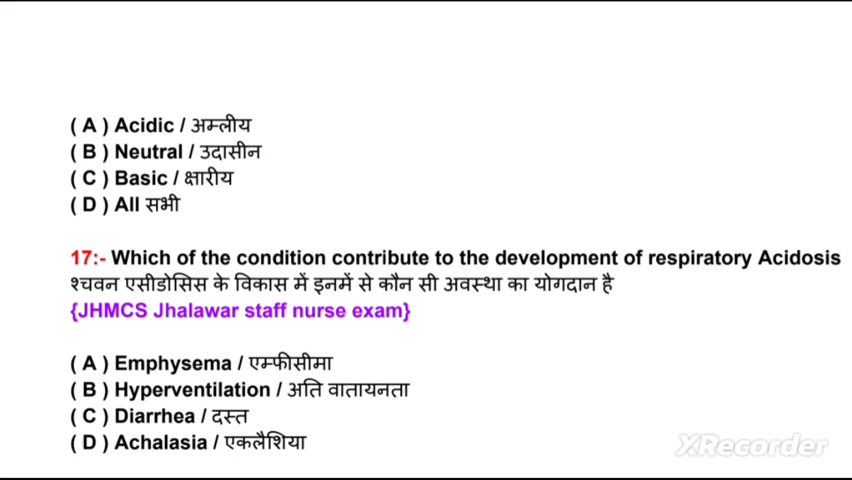 ( A ) Acidic / अम्लीय
( B ) Neutral / उदासीन
( C ) Basic / क्षारीय
( D ) All सभी
17:- Which of the condition contribute to the development of respiratory Acidosis
श्चवन एसीडोसिस के विकास में इनमें से कौन सी अवस्था का योगदान है
{JHMCS Jhalawar staff nurse exam}
( A ) Emphysema / एम्फीसीमा
( B ) Hyperventilation / अति वातायनता
( C ) Diarrhea / दस्त
( D ) Achalasia / एकलैशिया
XRecorder